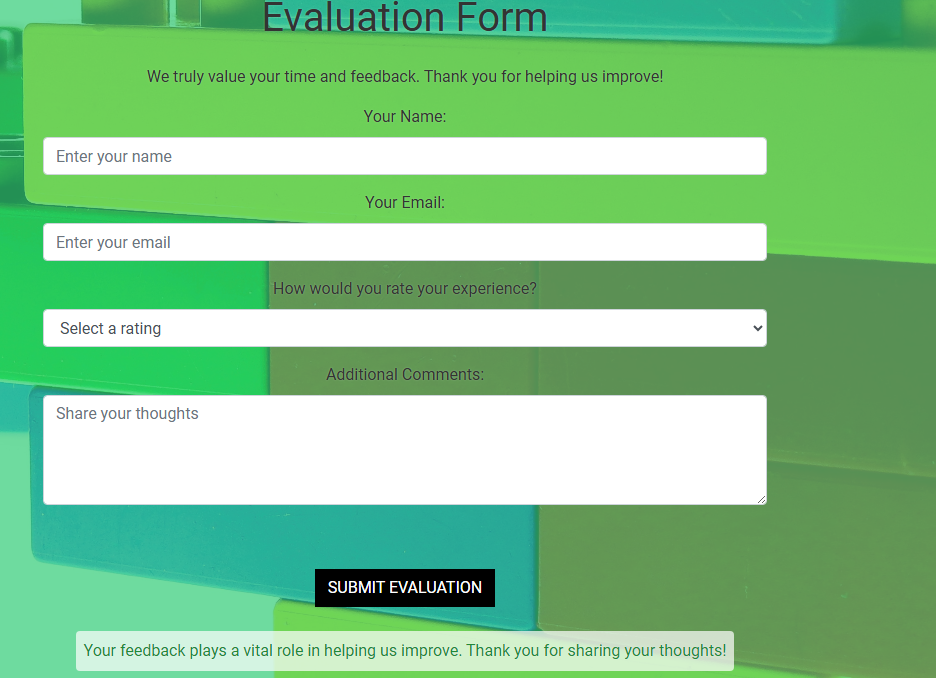 Evaluation Form
We truly value your time and feedback. Thank you for helping us improve!
Your Name:
Enter your name
Your Email:
Enter your email
How would you rate your experience?
Select a rating
Additional Comments:
Share your thoughts
SUBMIT EVALUATION
Your feedback plays a vital role in helping us improve. Thank you for sharing your thoughts!